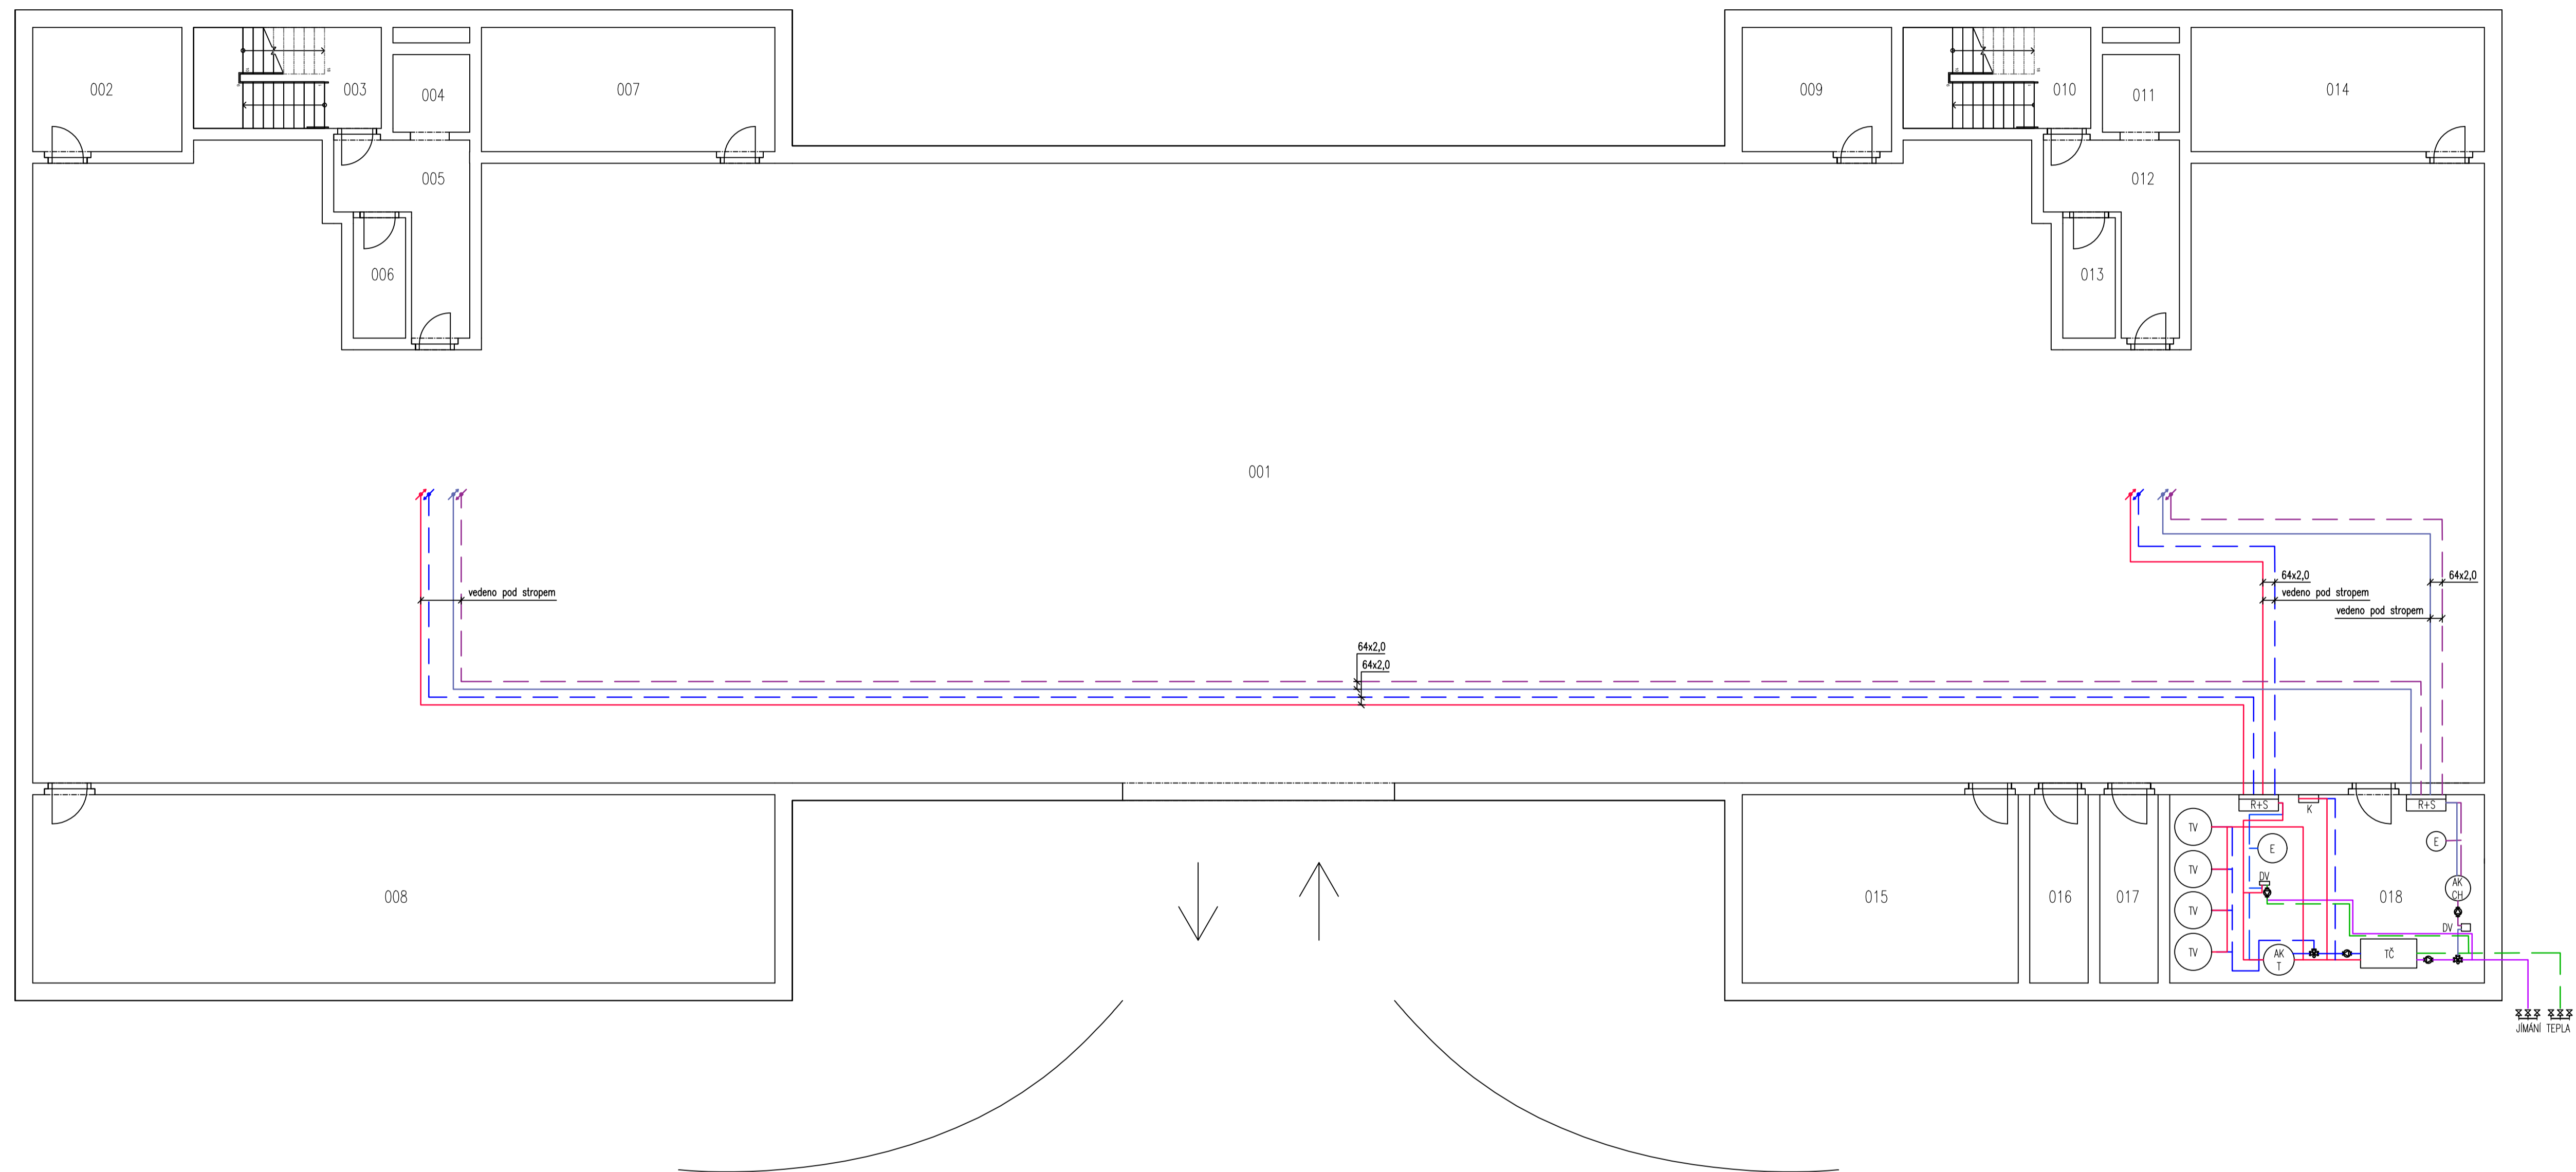 002
003
004
007
009
010
011
014
005
012
006
013
001
64x2,0
64x2,0
vedeno pod stropem
vedeno pod stropem
vedeno pod stropem
64x2,0
64x2,0
R+S
K
R+S
TV
E
E
TV
DV
AK
CH
008
015
016
017
018
TV
DV
TV
AK
T
TČ
JÍMÁNÍ TEPLA